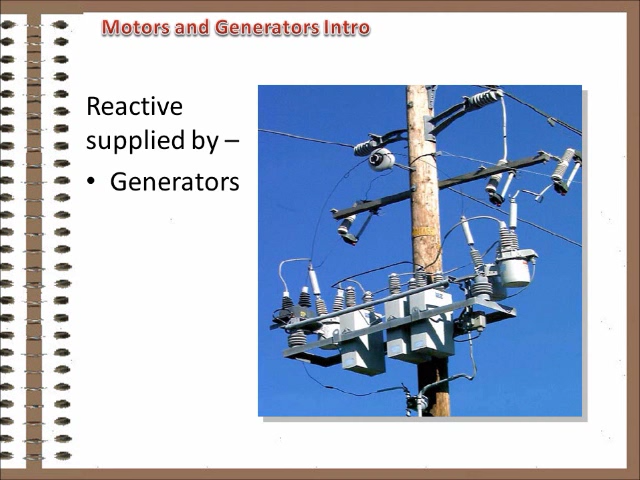 Motors and Generators Intro
Reactive
supplied by –
• Generators